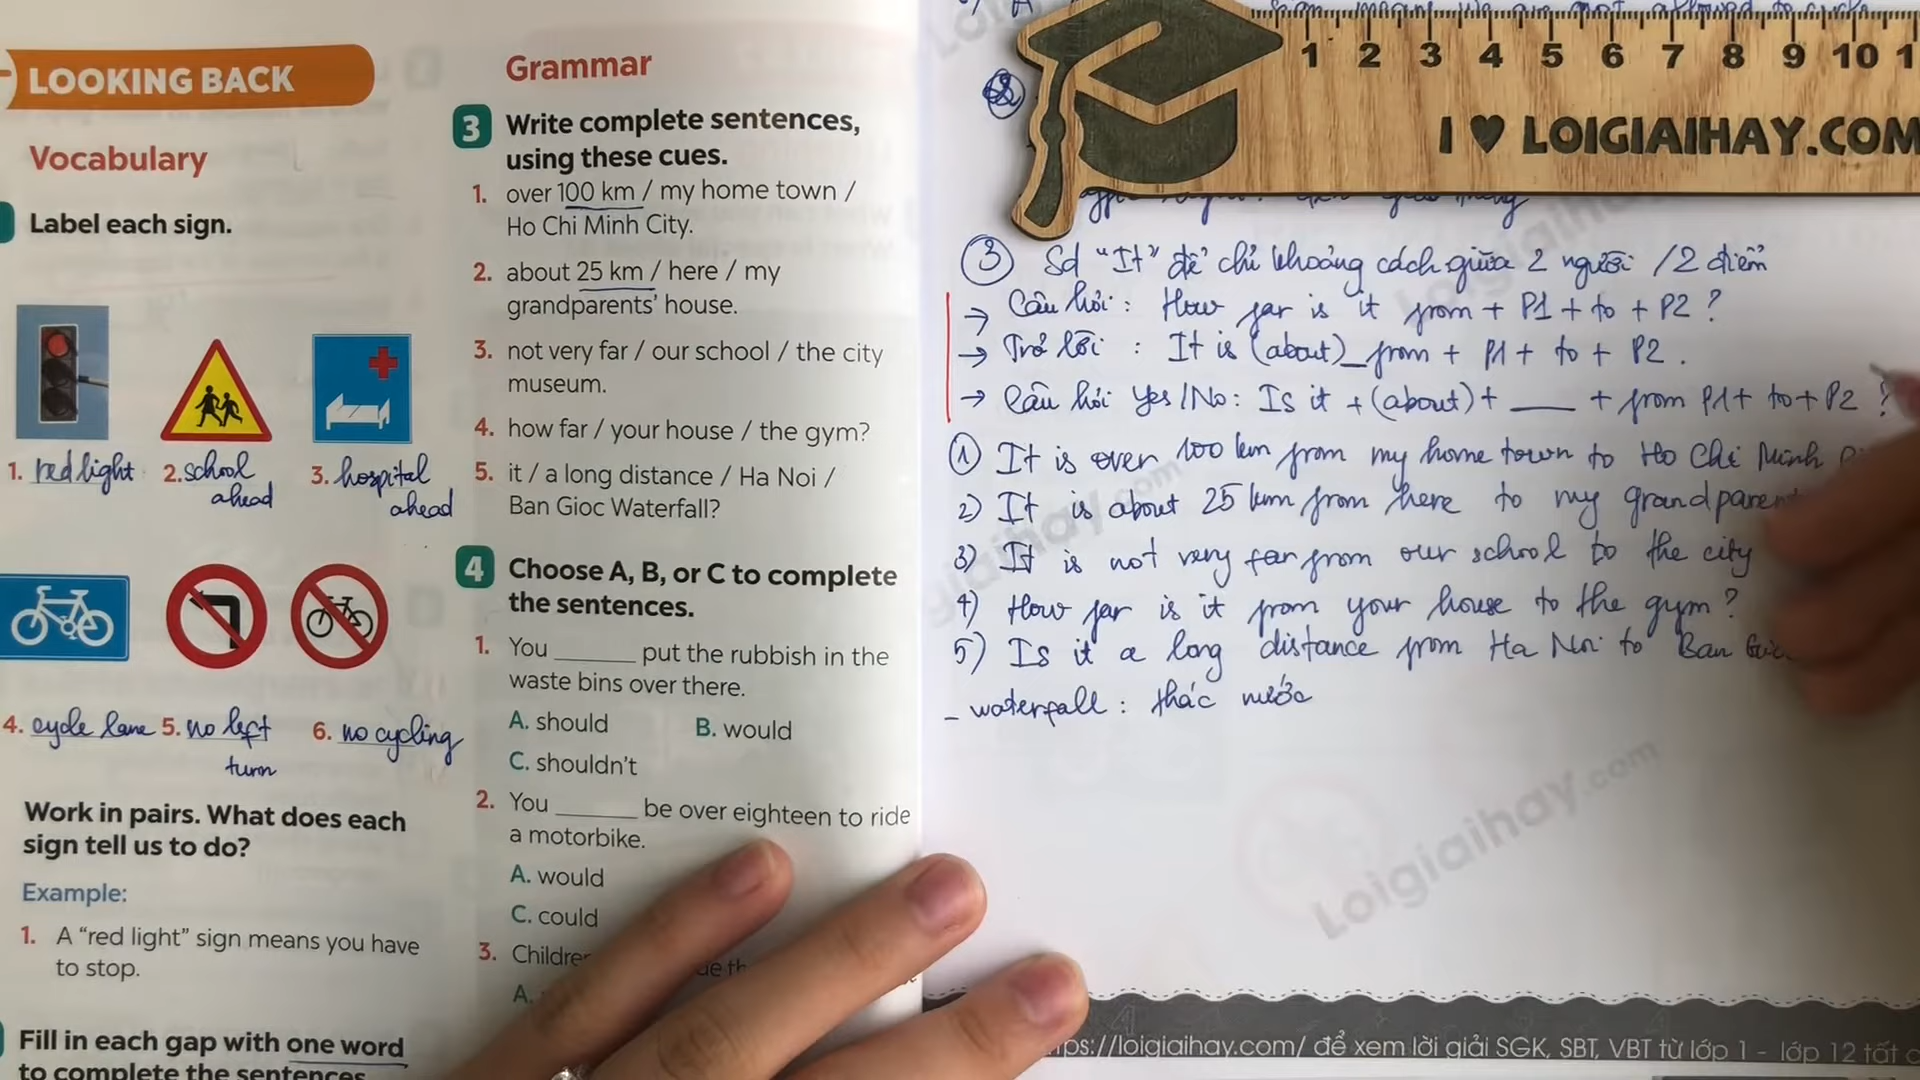 LOOKING BACK
Vocabulary
Label each sign.
1. red light
2. school
ahead
3. hospital
ahead
4. cycle lane
5. no left
turn
6. no cycling
Work in pairs. What does each
sign tell us to do?
Example:
1. A “red light” sign means you have
to stop.
Fill in each gap with one word
to complete the sentences.
Grammar
3 Write complete sentences,
using these cues.
1. over 100 km / my home town /
Ho Chi Minh City.
2. about 25 km / here / my
grandparents’ house.
3. not very far / our school / the city
museum.
4. how far / your house / the gym?
5. it / a long distance / Ha Noi /
Ban Gioc Waterfall?
4 Choose A, B, or C to complete
the sentences.
1. You ______ put the rubbish in the
waste bins over there.
A. should B. would
C. shouldn’t
2. You ______ be over eighteen to ride
a motorbike.
A. would
C. could
3. Childre
A.
1 2 3 4 5 6 7 8 9 10 1
I ♥ LOIGIAIHAY.COM
3 Sd “It” để chỉ khoảng cách giữa 2 người /2 điểm
→ Câu hỏi : How far is it from + P1 + to + P2 ?
→ Trả lời : It is (about) _ from + P1 + to + P2 .
→ Câu hỏi Yes/No : Is it + (about) + ___ + from P1 + to + P2 ?
1 It is over 100 km from my home town to Ho Chi Minh
2) It is about 25 km from here to my grandparen
3) It is not very far from our school to the city
4) How far is it from your house to the gym ?
5) Is it a long distance from Ha Noi to Ban
- waterfall : thác nước
Loigiaihay.com
ps://loigiaihay.com/ để xem lời giải SGK, SBT, VBT từ lớp 1 - lớp 12 tất c